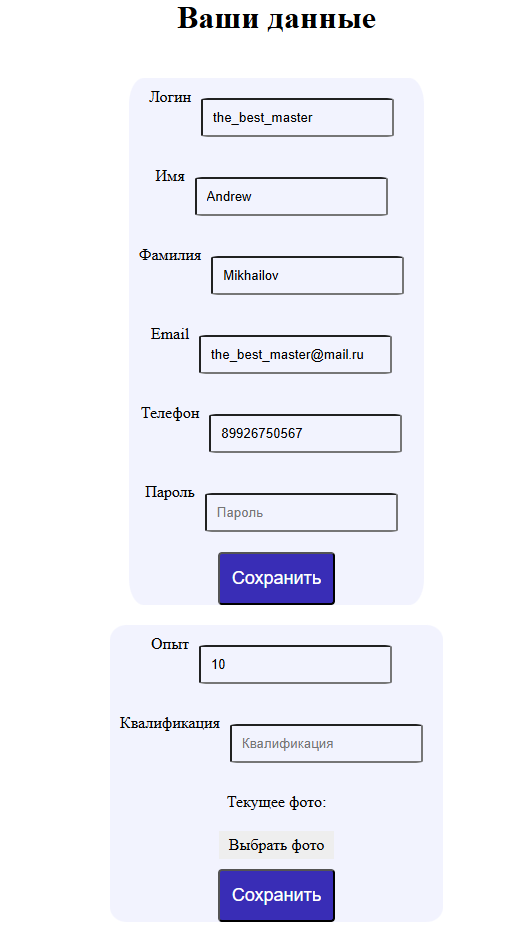 Ваши данные
Логин
the_best_master
Имя
Andrew
Фамилия
Mikhailov
Email
the_best_master@mail.ru
Телефон
89926750567
Пароль
Пароль
Сохранить
Опыт
10
Квалификация
Квалификация
Текущее фото:
Выбрать фото
Сохранить